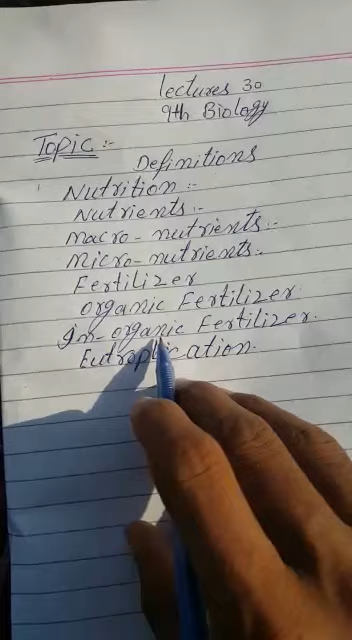 lectures 30
9th Biology
Topic :-
Definitions
Nutrition :-
Nutrients :-
Macro - nutrients :-
Micro - nutrients :-
Fertilizer
organic Fertilizer
In - organic Fertilizer.
Eutrophication.